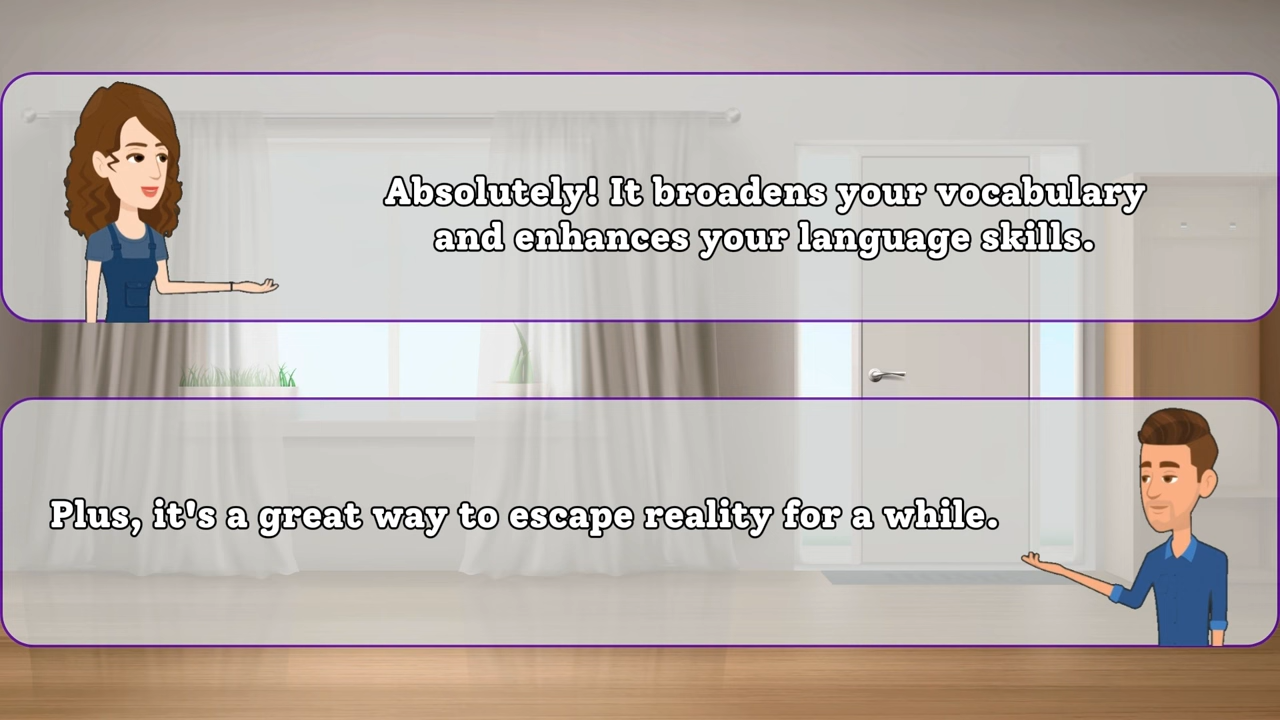 Absolutely! It broadens your vocabulary
and enhances your language skills.
Plus, it's a great way to escape reality for a while.